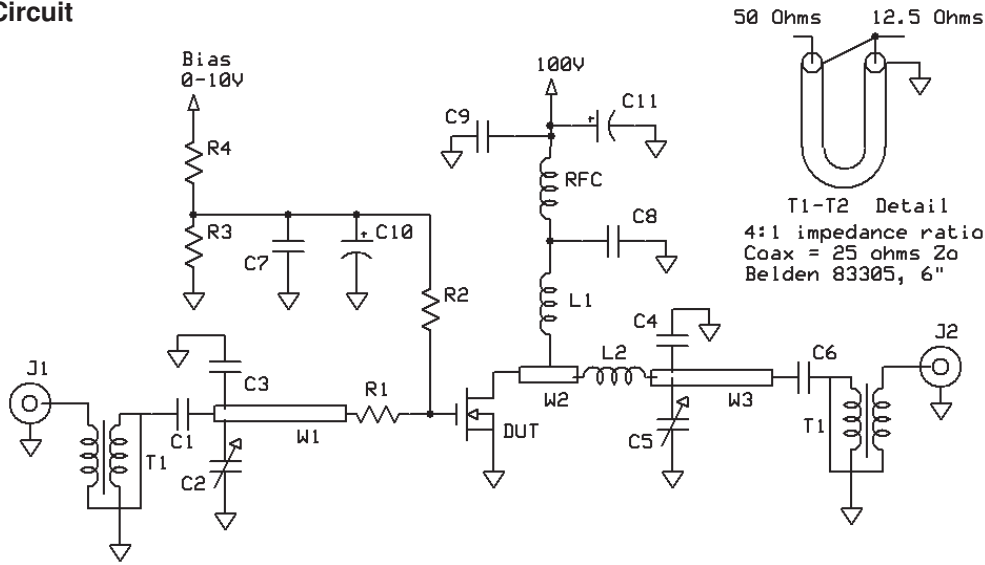 Circuit
50 Ohms 12.5 Ohms
Bias
0-10V
100V
C9
C11
R4
RFC
T1-T2 Detail
4:1 impedance ratio
Coax = 25 ohms Zo
Belden 83305, 6"
R3
C7
C10
C8
R2
L1
C4
J2
J1
C3
R1
L2
C6
W2
W3
C1
W1
DUT
C5
T1
T1
C2